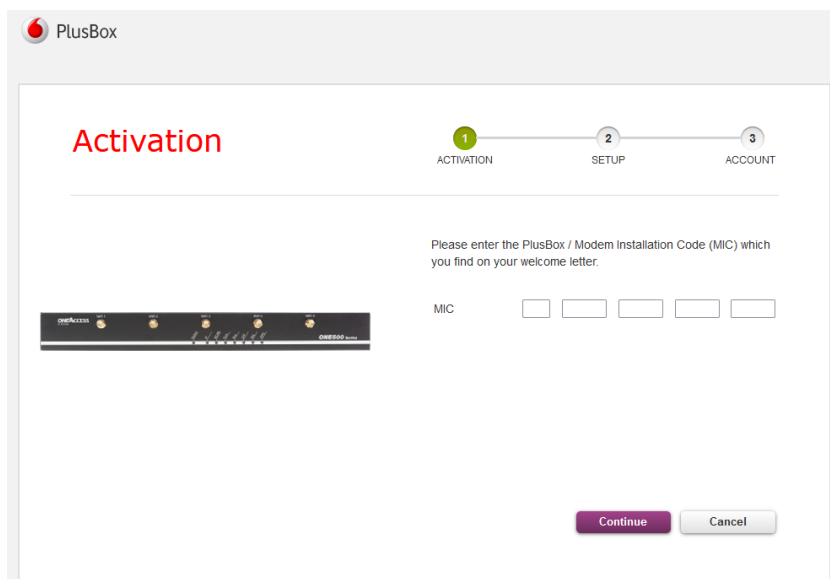 PlusBox
Activation
1
2
3
ACTIVATION
SETUP
ACCOUNT
Please enter the PlusBox / Modem Installation Code (MIC) which
you find on your welcome letter.
MIC
ONEACCESS
ONE500
Continue
Cancel